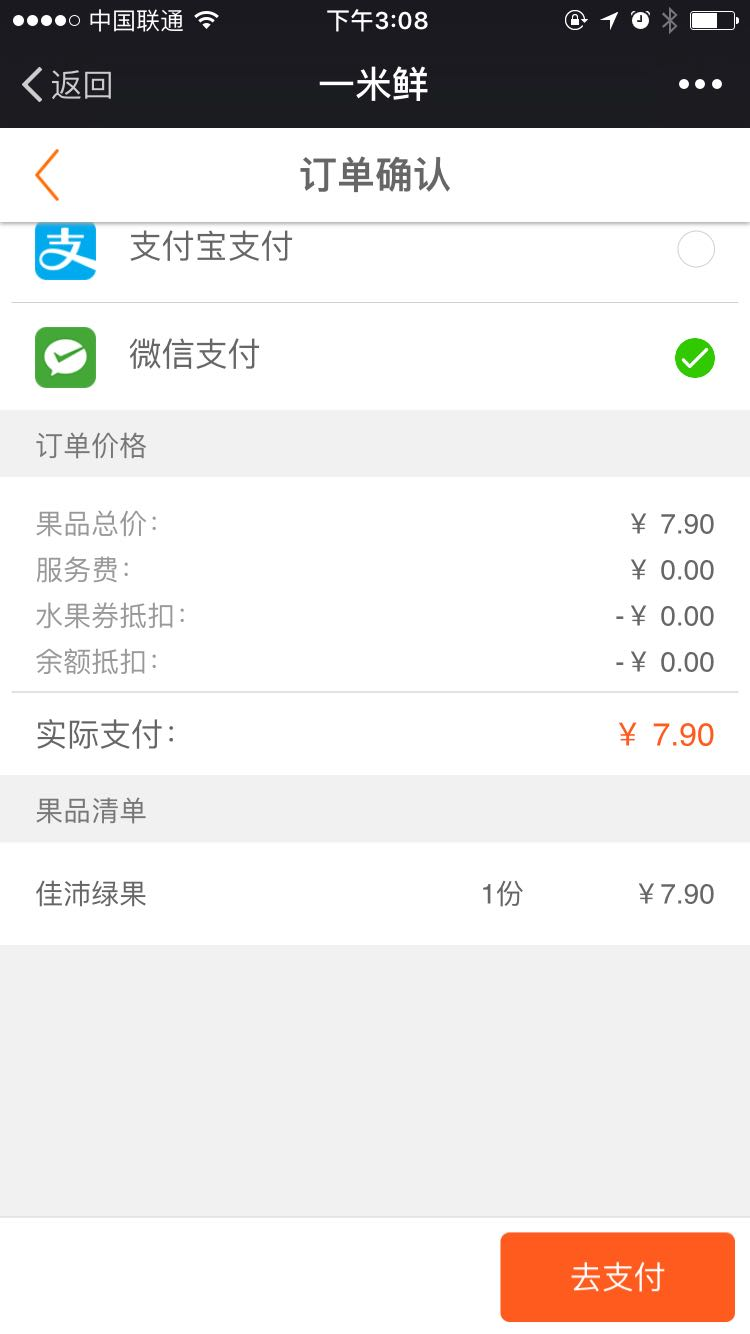 中国联通 下午3:08
返回 一米鲜
订单确认
支 支付宝支付
微信支付
订单价格
果品总价： ¥ 7.90
服务费： ¥ 0.00
水果券抵扣： -¥ 0.00
余额抵扣： -¥ 0.00
实际支付： ¥ 7.90
果品清单
佳沛绿果 1份 ¥7.90
去支付